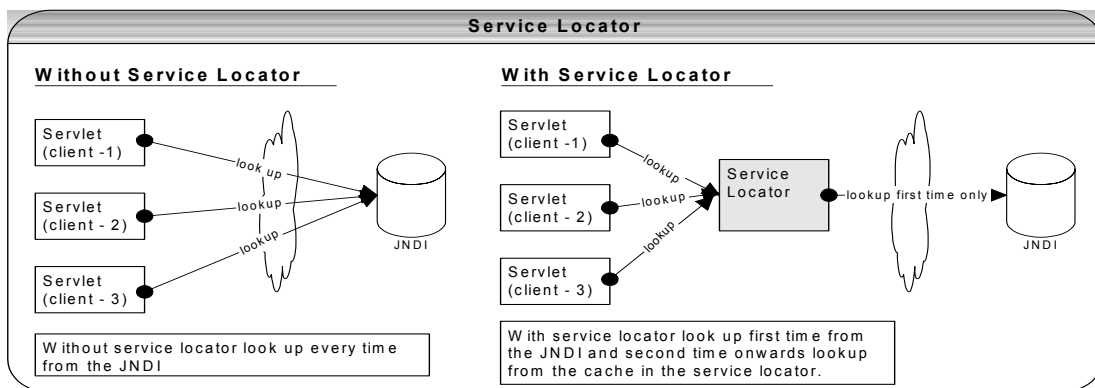 Service Locator
Without Service Locator
Servlet
(client -1)
look up
Servlet
(client - 2)
lookup
Servlet
(client - 3)
lookup
JNDI
Without service locator look up every time
from the JNDI
With Service Locator
Servlet
(client -1)
lookup
Servlet
(client - 2)
lookup
Servlet
(client - 3)
lookup
Service
Locator
lookup first time only
JNDI
With service locator look up first time from
the JNDI and second time onwards lookup
from the cache in the service locator.